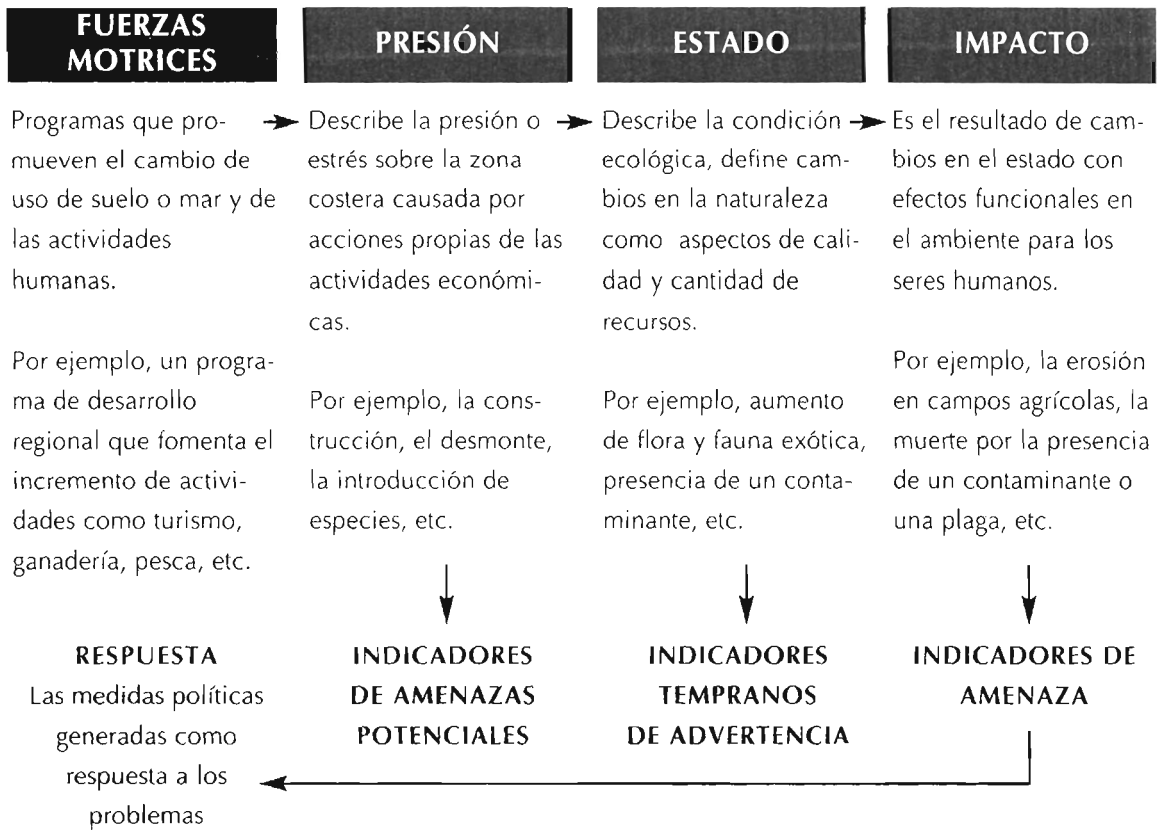 FUERZAS
MOTRICES
PRESIÓN
ESTADO
IMPACTO
Programas que pro-
mueven el cambio de
uso de suelo o mar y de
las actividades
humanas.
Por ejemplo, un progra-
ma de desarrollo
regional que fomenta el
incremento de activi-
dades como turismo,
ganadería, pesca, etc.
Describe la presión o
estrés sobre la zona
costera causada por
acciones propias de las
actividades económi-
cas.
Por ejemplo, la cons-
trucción, el desmonte,
la introducción de
especies, etc.
Describe la condición
ecológica, define cam-
bios en la naturaleza
como aspectos de cali-
dad y cantidad de
recursos.
Por ejemplo, aumento
de flora y fauna exótica,
presencia de un conta-
minante, etc.
Es el resultado de cam-
bios en el estado con
efectos funcionales en
el ambiente para los
seres humanos.
Por ejemplo, la erosión
en campos agrícolas, la
muerte por la presencia
de un contaminante o
una plaga, etc.
RESPUESTA
Las medidas políticas
generadas como
respuesta a los
problemas
INDICADORES
DE AMENAZAS
POTENCIALES
INDICADORES
TEMPRANOS
DE ADVERTENCIA
INDICADORES DE
AMENAZA